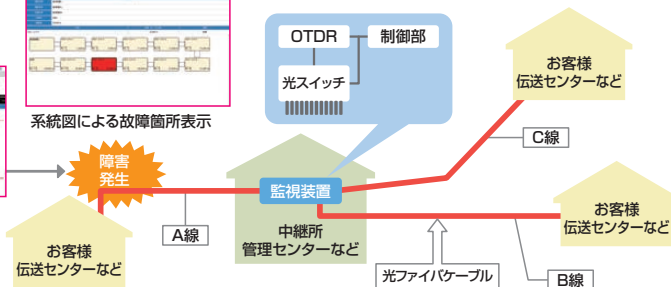 OTDR
制御部
光スイッチ
お客様
伝送センターなど
系統図による故障箇所表示
C線
障害
発生
監視装置
お客様
伝送センターなど
A線
中継所
管理センターなど
お客様
伝送センターなど
光ファイバケーブル
B線